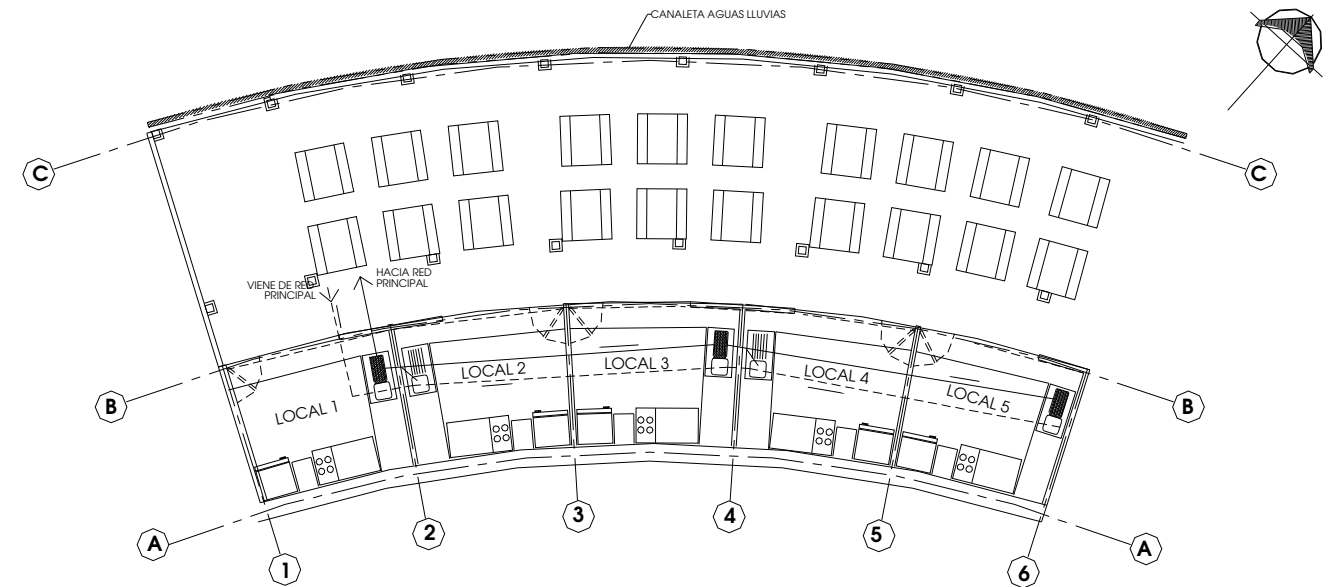 CANALETA AGUAS LLUVIAS
C
C
VIENE DE RED
PRINCIPAL
HACIA RED
PRINCIPAL
LOCAL 1
LOCAL 2
LOCAL 3
LOCAL 4
LOCAL 5
B
B
A
A
1
2
3
4
5
6